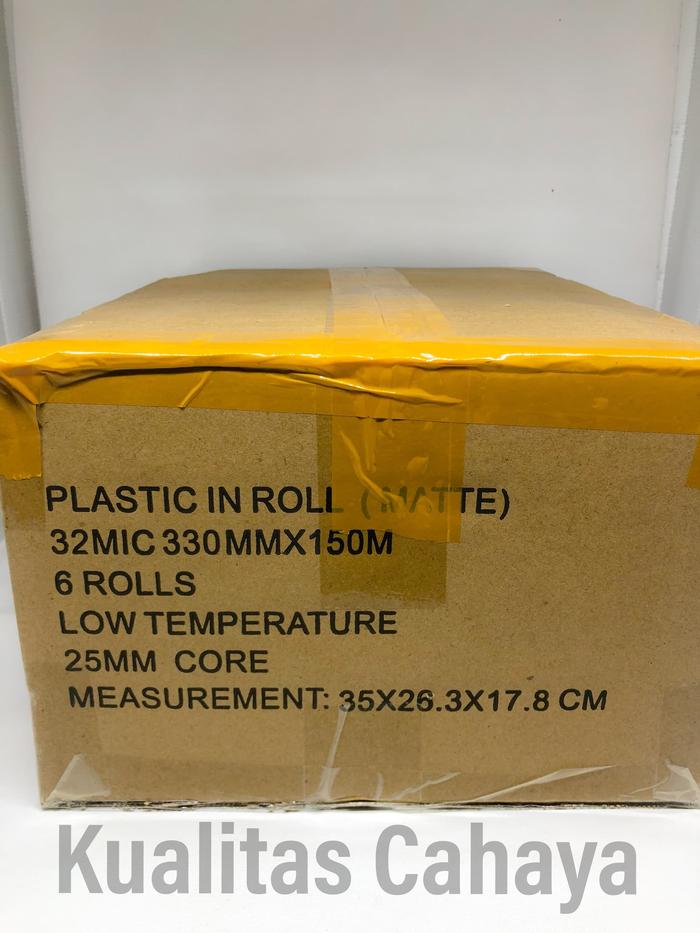 PLASTIC IN ROLL (MATTE)
32MIC 330MMX150M
6 ROLLS
LOW TEMPERATURE
25MM CORE
MEASUREMENT: 35X26.3X17.8 CM
Kualitas Cahaya